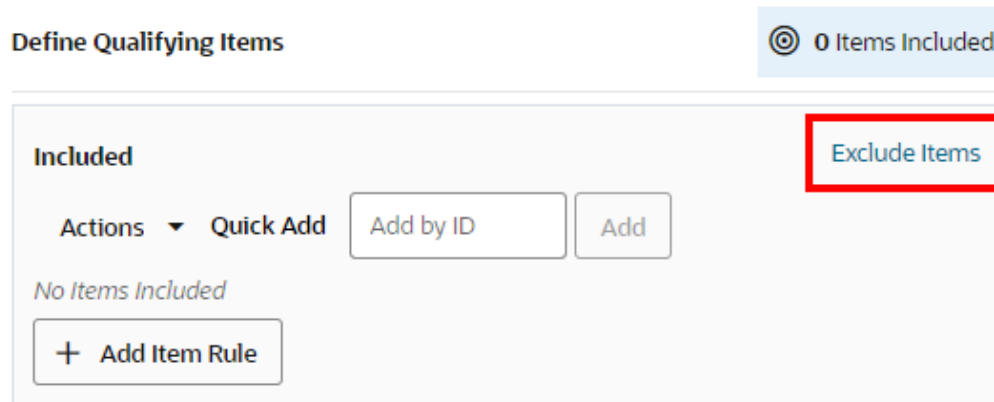 Define Qualifying Items
0 Items Included
Included
Exclude Items
Actions Quick Add Add by ID Add
No Items Included
+ Add Item Rule